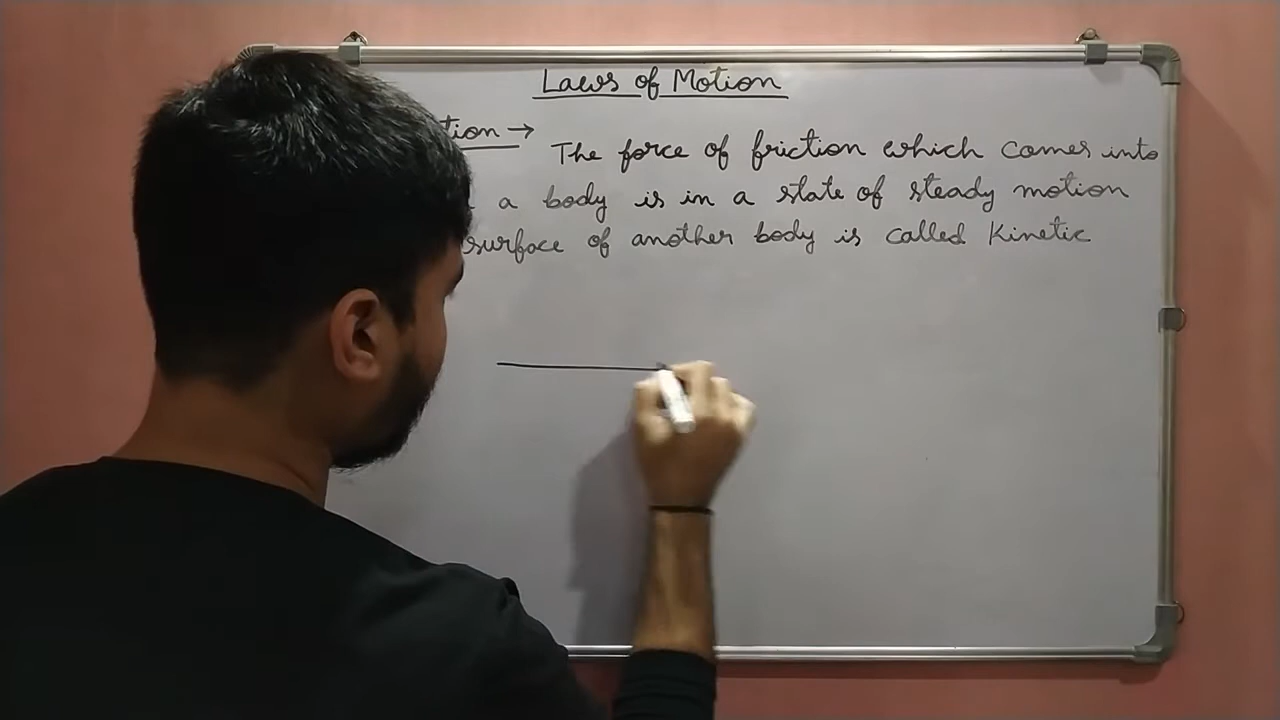 Laws of Motion
tion →
The force of friction which comes into
a body is in a state of steady motion
surface of another body is called Kinetic